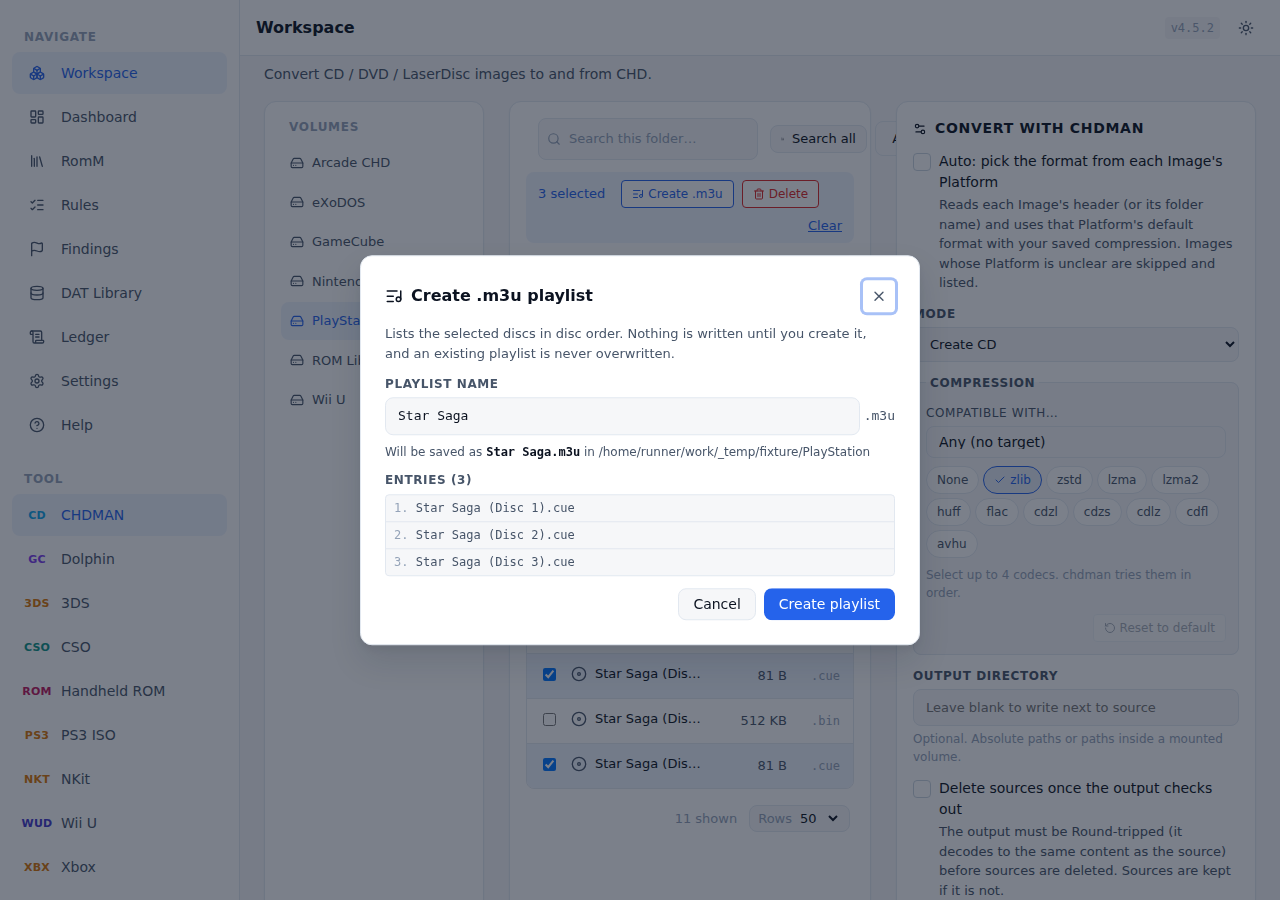 NAVIGATE
Workspace
Dashboard
RomM
Rules
Findings
DAT Library
Ledger
Settings
Help
TOOL
CD CHDMAN
GC Dolphin
3DS 3DS
CSO CSO
ROM Handheld ROM
PS3 PS3 ISO
NKT NKit
WUD Wii U
XBX Xbox
Workspace
v4.5.2
Convert CD / DVD / LaserDisc images to and from CHD.
VOLUMES
Arcade CHD
eXoDOS
GameCube
Wii U
Search this folder…
Search all
3 selected
Create .m3u
Delete
Clear
Create .m3u playlist
Lists the selected discs in disc order. Nothing is written until you create it,
and an existing playlist is never overwritten.
PLAYLIST NAME
Star Saga .m3u
Will be saved as Star Saga.m3u in /home/runner/work/_temp/fixture/PlayStation
ENTRIES (3)
1. Star Saga (Disc 1).cue
2. Star Saga (Disc 2).cue
3. Star Saga (Disc 3).cue
Cancel
Create playlist
Star Saga (Dis… 81 B .cue
Star Saga (Dis… 512 KB .bin
Star Saga (Dis… 81 B .cue
11 shown
Rows 50
CONVERT WITH CHDMAN
Auto: pick the format from each Image's
Platform
Reads each Image's header (or its folder
name) and uses that Platform's default
format with your saved compression. Images
whose Platform is unclear are skipped and
listed.
MODE
Create CD
COMPRESSION
COMPATIBLE WITH…
Any (no target)
None
zlib
zstd
lzma
lzma2
huff
flac
cdzl
cdzs
cdlz
cdfl
avhu
Select up to 4 codecs. chdman tries them in
order.
Reset to default
OUTPUT DIRECTORY
Leave blank to write next to source
Optional. Absolute paths or paths inside a mounted
volume.
Delete sources once the output checks
out
The output must be Round-tripped (it
decodes to the same content as the source)
before sources are deleted. Sources are kept
if it is not.